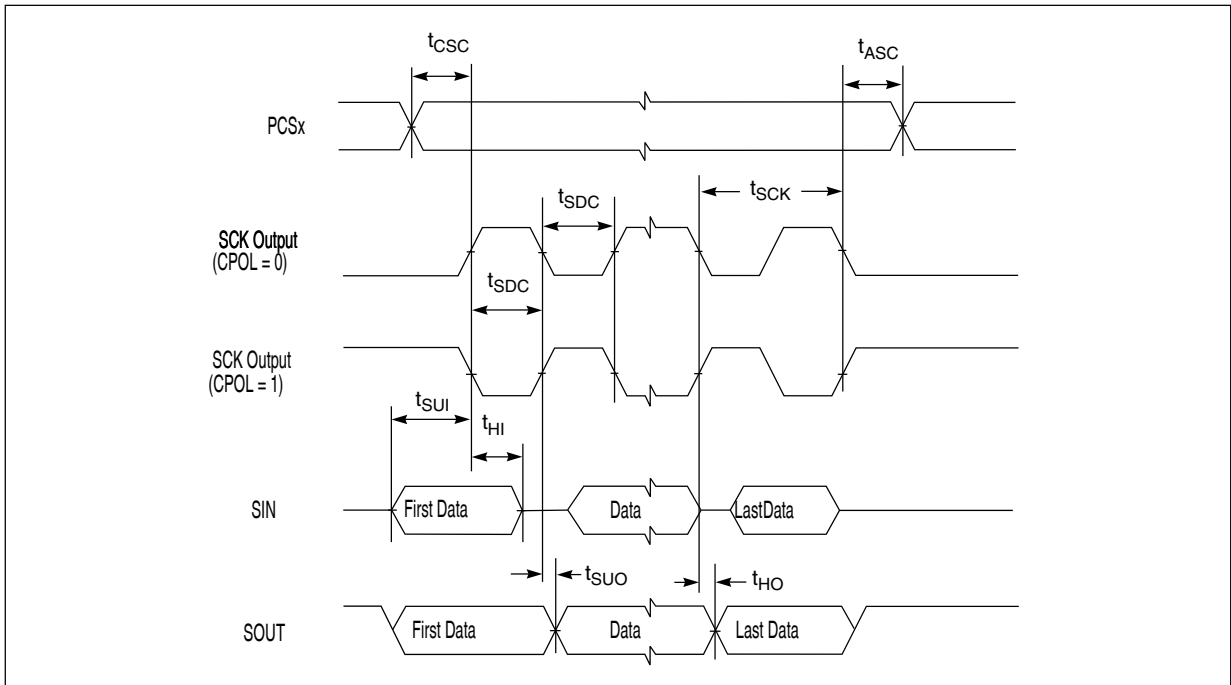 tCSC
tASC
PCSx
tSCK
tSDC
SCK Output
(CPOL = 0)
tSDC
SCK Output
(CPOL = 1)
tSUI
tHI
SIN
First Data
Data
LastData
tSUO
tHO
SOUT
First Data
Data
Last Data